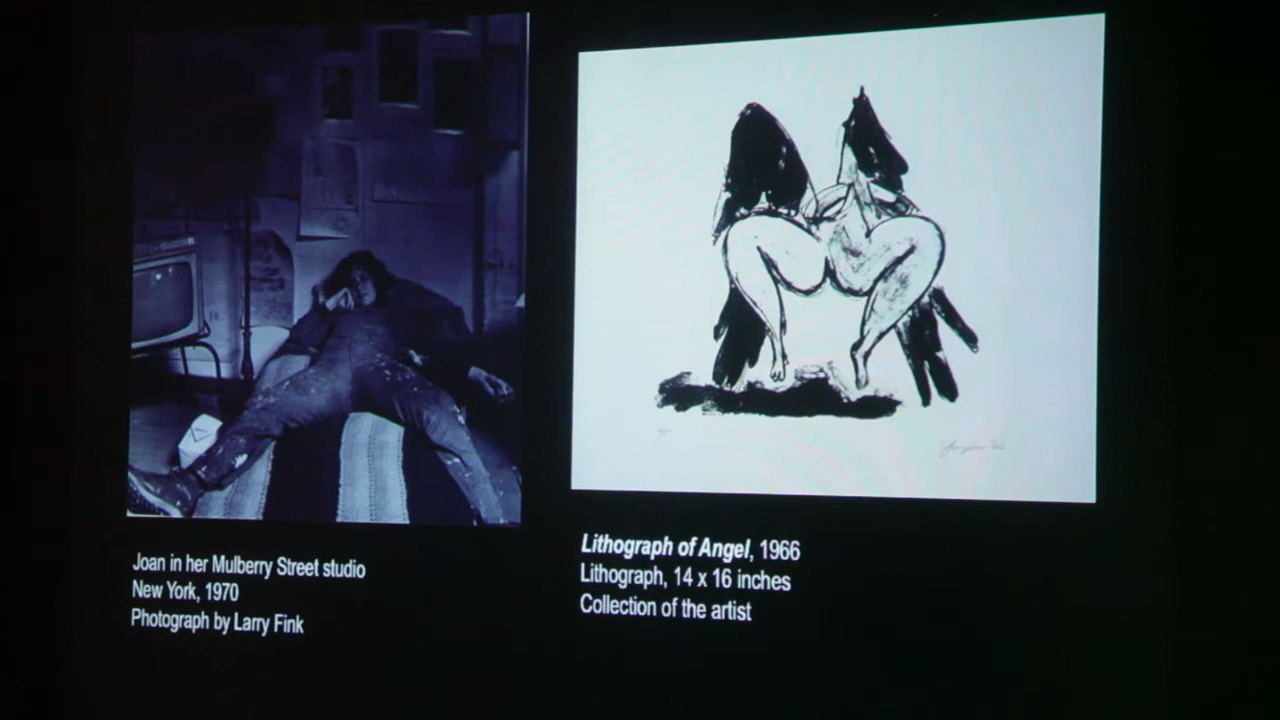 Joan in her Mulberry Street studio
New York, 1970
Photograph by Larry Fink
Lithograph of Angel, 1966
Lithograph, 14 x 16 inches
Collection of the artist